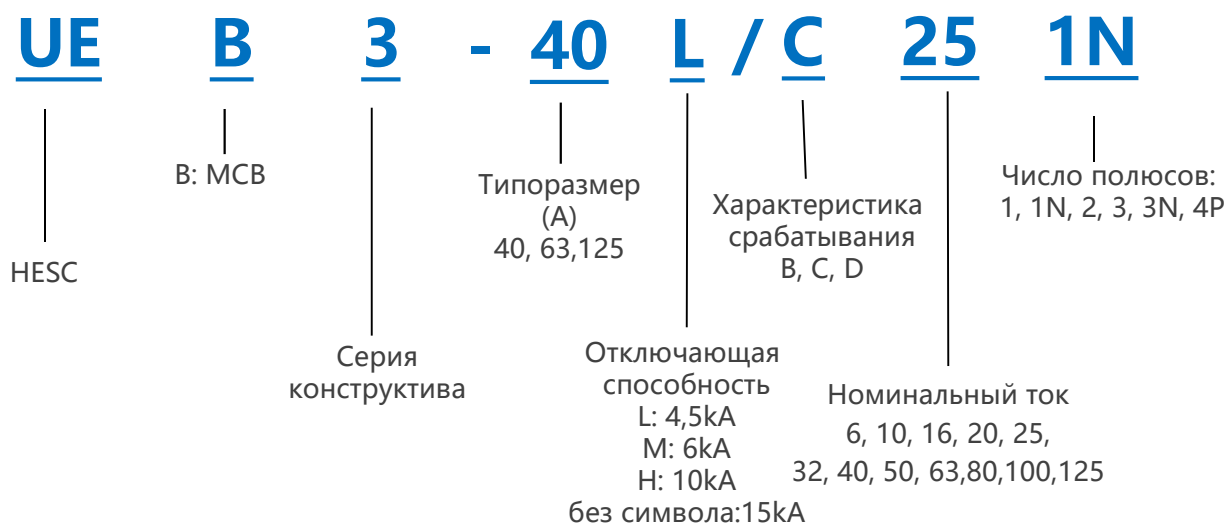 UE B 3 - 40 L / C 25 1N
B: MCB
Типоразмер
(А)
40, 63,125
Характеристика
срабатывания
B, C, D
Число полюсов:
1, 1N, 2, 3, 3N, 4P
HESC
Серия
конструктива
Отключающая
способность
L: 4,5kA
M: 6kA
H: 10kA
без символа:15kA
Номинальный ток
6, 10, 16, 20, 25,
32, 40, 50, 63,80,100,125